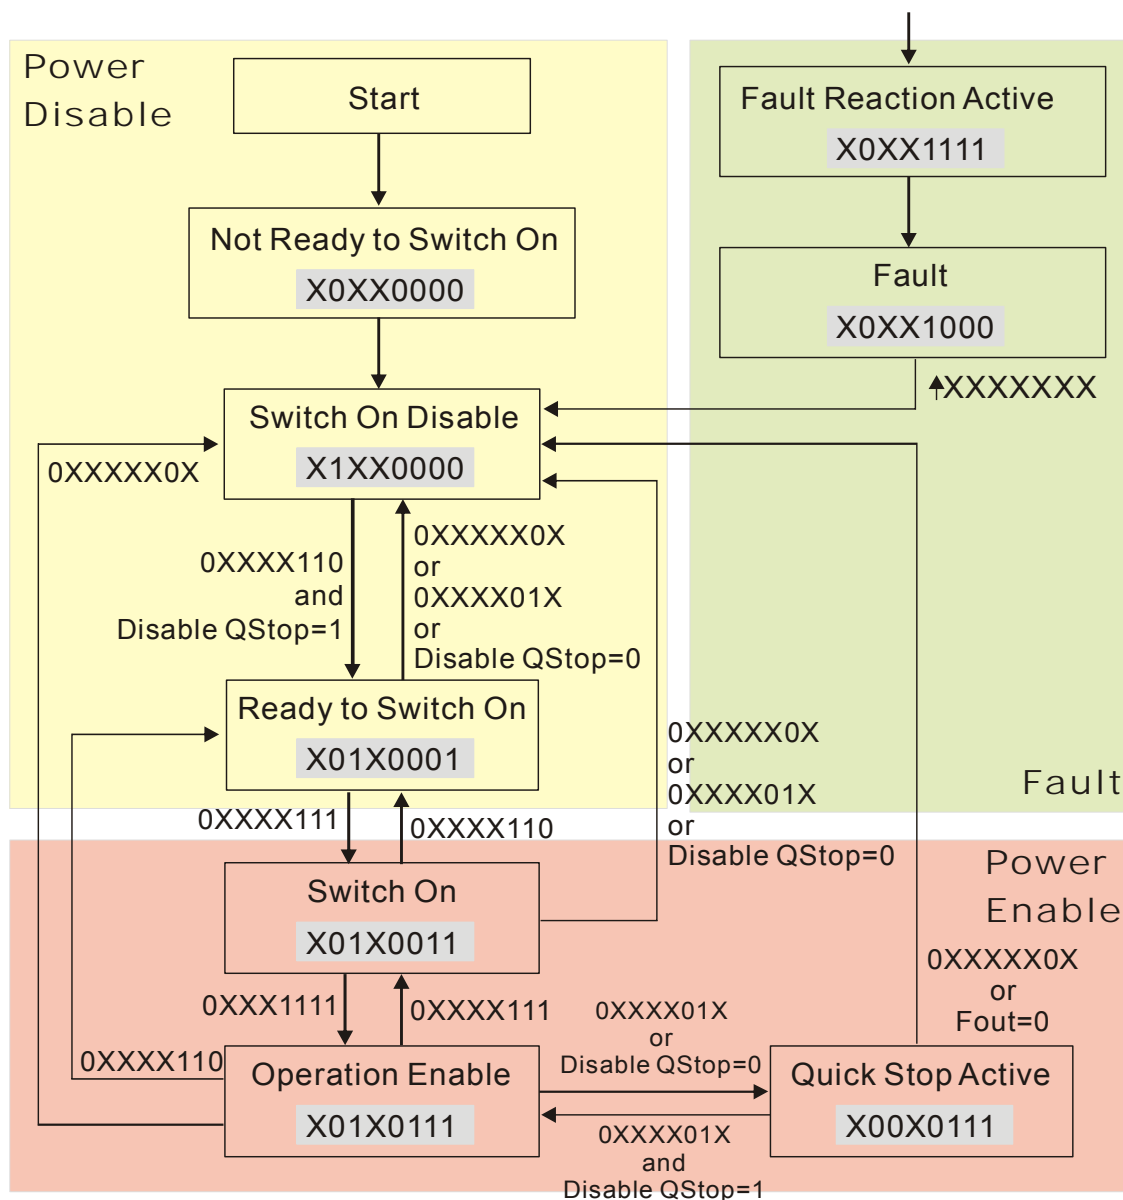 Power
Disable
Start
Not Ready to Switch On
X0XX0000
Switch On Disable
X1XX0000
0XXXXX0X
0XXXX110
and
Disable QStop=1
0XXXXX0X
or
0XXXX01X
or
Disable QStop=0
Ready to Switch On
X01X0001
0XXXX111
0XXXX110
Fault Reaction Active
X0XX1111
Fault
X0XX1000
XXXXXXX
Fault
0XXXXX0X
or
0XXXX01X
or
Disable QStop=0
Power
Enable
Switch On
X01X0011
0XXX1111
0XXXX111
0XXXX110
Operation Enable
X01X0111
0XXXX01X
or
Disable QStop=0
0XXXX01X
and
Disable QStop=1
0XXXXX0X
or
Fout=0
Quick Stop Active
X00X0111